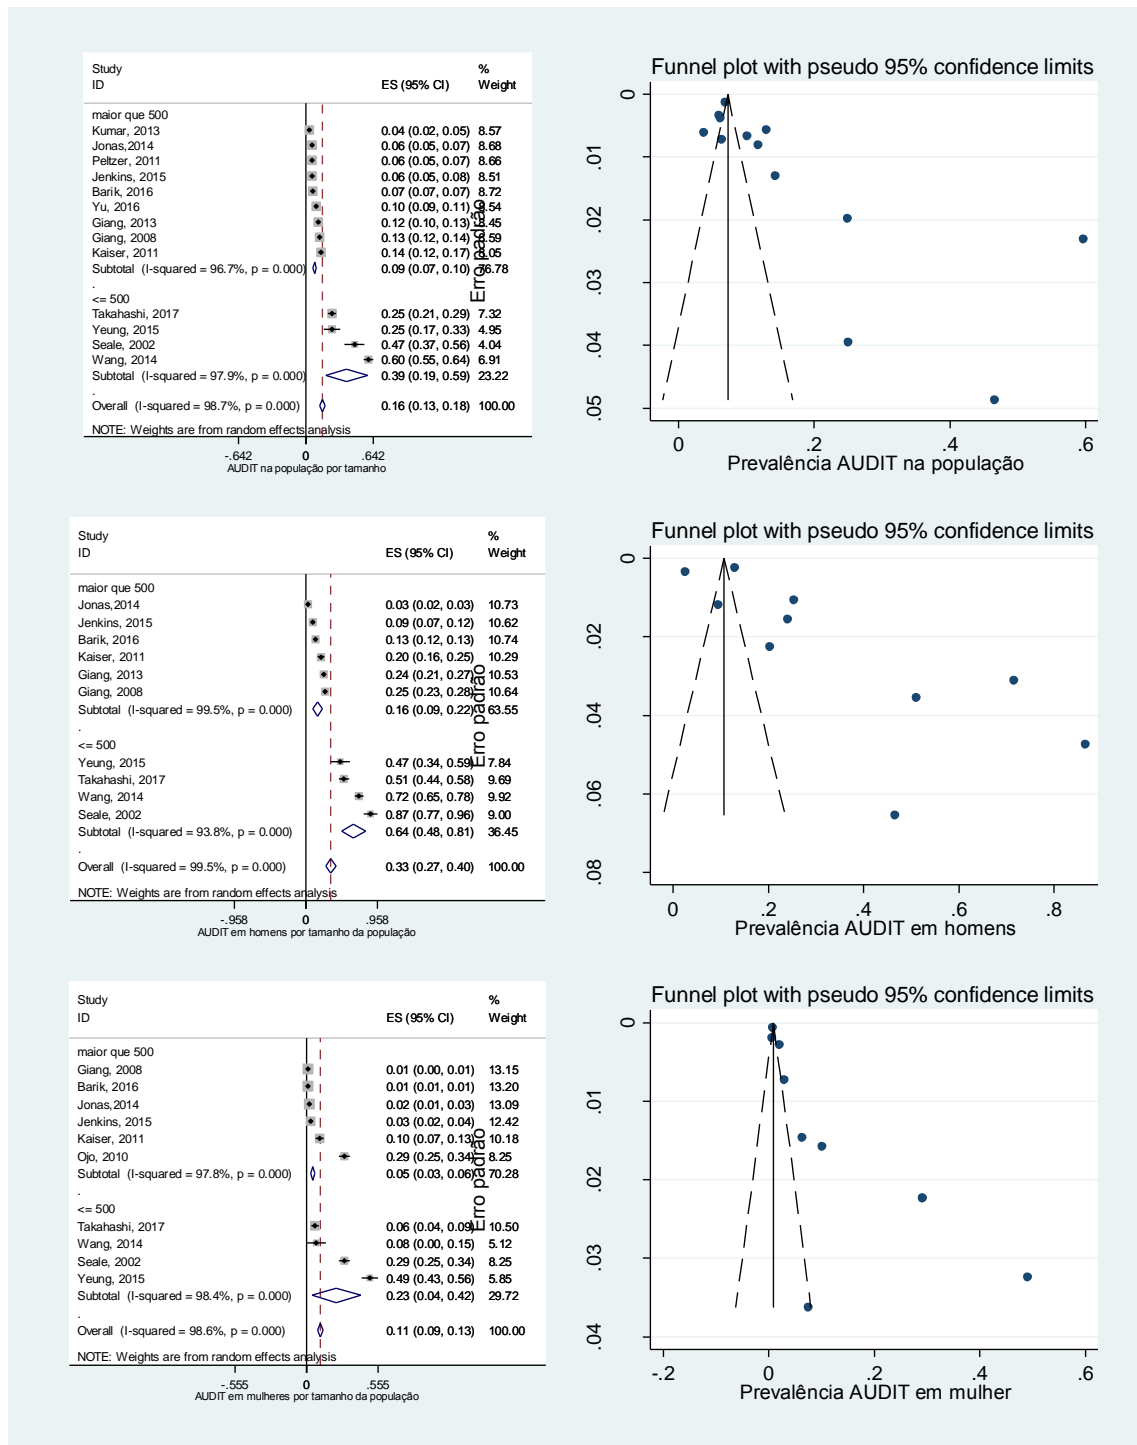 Study % 
ID ES (95% CI) Weight
maior que 500
Kumar, 2013 0.04 (0.02, 0.05) 8.57
Jonas,2014 0.06 (0.05, 0.07) 8.68
Peltzer, 2011 0.06 (0.05, 0.07) 8.66
Jenkins, 2015 0.06 (0.05, 0.08) 8.51
Barik, 2016 0.07 (0.07, 0.07) 8.72
Yu, 2016 0.10 (0.09, 0.11) 8.54
Giang, 2013 0.12 (0.10, 0.13) 8.45
Giang, 2008 0.13 (0.12, 0.14) 8.59
Kaiser, 2011 0.14 (0.12, 0.17) 8.05
Subtotal (I-squared = 96.7%, p = 0.000) 0.09 (0.07, 0.10) 76.78
.
<= 500
Takahashi, 2017 0.25 (0.21, 0.29) 7.32
Yeung, 2015 0.25 (0.17, 0.33) 4.95
Seale, 2002 0.47 (0.37, 0.56) 4.04
Wang, 2014 0.60 (0.55, 0.64) 6.91
Subtotal (I-squared = 97.9%, p = 0.000) 0.39 (0.19, 0.59) 23.22
.
Overall (I-squared = 98.7%, p = 0.000) 0.16 (0.13, 0.18) 100.00
NOTE: Weights are from random effects analysis
-.642 0 .642
AUDIT na população por tamanho
Funnel plot with pseudo 95% confidence limits
Erro padrão
0
.01
.02
.03
.04
.05
0 .2 .4 .6
Prevalência AUDIT na população
Study %
ID ES (95% CI) Weight
maior que 500
Jonas,2014 0.03 (0.02, 0.03) 10.73
Jenkins, 2015 0.09 (0.07, 0.12) 10.62
Barik, 2016 0.13 (0.12, 0.13) 10.74
Kaiser, 2011 0.20 (0.16, 0.25) 10.29
Giang, 2013 0.24 (0.21, 0.27) 10.53
Giang, 2008 0.25 (0.23, 0.28) 10.64
Subtotal (I-squared = 99.5%, p = 0.000) 0.16 (0.09, 0.22) 63.55
.
<= 500
Yeung, 2015 0.47 (0.34, 0.59) 7.84
Takahashi, 2017 0.51 (0.44, 0.58) 9.69
Wang, 2014 0.72 (0.65, 0.78) 9.92
Seale, 2002 0.87 (0.77, 0.96) 9.00
Subtotal (I-squared = 93.8%, p = 0.000) 0.64 (0.48, 0.81) 36.45
.
Overall (I-squared = 99.5%, p = 0.000) 0.33 (0.27, 0.40) 100.00
NOTE: Weights are from random effects analysis
-.958 0 .958
AUDIT em homens por tamanho da população
Funnel plot with pseudo 95% confidence limits
Erro padrão
0
.02
.04
.06
.08
0 .2 .4 .6 .8
Prevalência AUDIT em homens
Study %
ID ES (95% CI) Weight
maior que 500
Giang, 2008 0.01 (0.00, 0.01) 13.15
Barik, 2016 0.01 (0.01, 0.01) 13.20
Jonas,2014 0.02 (0.01, 0.03) 13.09
Jenkins, 2015 0.03 (0.02, 0.04) 12.42
Kaiser, 2011 0.10 (0.07, 0.13) 10.18
Ojo, 2010 0.29 (0.25, 0.34) 8.25
Subtotal (I-squared = 97.8%, p = 0.000) 0.05 (0.03, 0.06) 70.28
.
<= 500
Takahashi, 2017 0.06 (0.04, 0.09) 10.50
Wang, 2014 0.08 (0.00, 0.15) 5.12
Seale, 2002 0.29 (0.25, 0.34) 8.25
Yeung, 2015 0.49 (0.43, 0.56) 5.85
Subtotal (I-squared = 98.4%, p = 0.000) 0.23 (0.04, 0.42) 29.72
.
Overall (I-squared = 98.6%, p = 0.000) 0.11 (0.09, 0.13) 100.00
NOTE: Weights are from random effects analysis
-.555 0 .555
AUDIT em mulheres por tamanho da população
Funnel plot with pseudo 95% confidence limits
Erro padrão
0
.01
.02
.03
.04
-.2 0 .2 .4 .6
Prevalência AUDIT em mulher